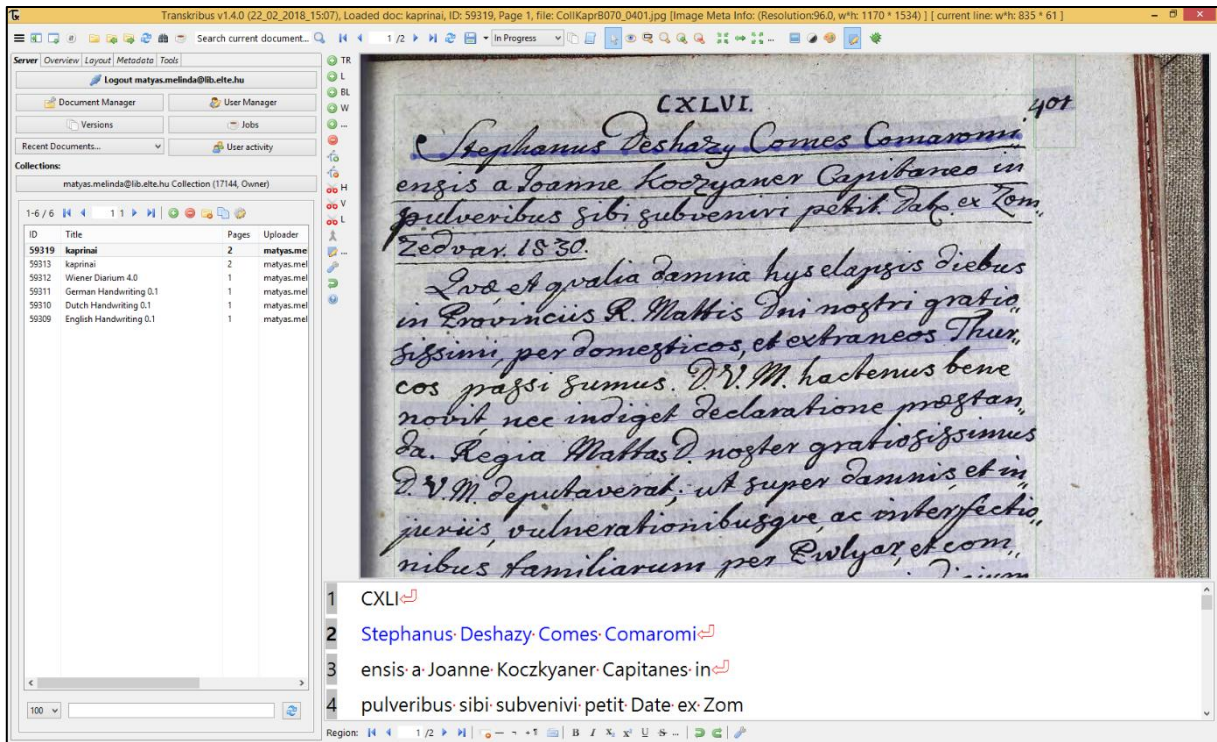 Transkribus v1.4.0 (22_02_2018_15:07), Loaded doc: kaprinai, ID: 59319, Page 1, file: CollKaprB070_0401.jpg [Image Meta Info: (Resolution:96.0, w*h: 1170 * 1534) ] [ current line: w*h: 835 * 61 ]
Search current document... 1 /2 In Progress
Server Overview Layout Metadata Tools
Logout matyas.melinda@lib.elte.hu
Document Manager User Manager
Versions Jobs
Recent Documents... User activity
Collections:
matyas.melinda@lib.elte.hu Collection (17144, Owner)
1-6 / 6 1 1
ID Title Pages Uploader
59319 kaprinai 2 matyas.me
59313 kaprinai 2 matyas.mel
59312 Wiener Diarium 4.0 1 matyas.mel
59311 German Handwriting 0.1 1 matyas.mel
59310 Dutch Handwriting 0.1 1 matyas.mel
59309 English Handwriting 0.1 1 matyas.mel
100
TR
L
BL
W
...
H
V
L
...
CXLVI. 401
Stephanus Deshazy Comes Comaromi„
ensis a Joanne Koczyaner Capitaneo in
pulveribus sibi subveniri petit. ex Zom„
Zedvar. 1530.
Quæ et qvalia damna hys elapsis diebus
in Provinciis R. Mattis Dni nostri gratio„
sissimi, per domesticos, et extraneos Thur„
cos passi sumus. D.V.M. hactenus bene
novit, nec indiget declaratione præstan„
da. Regia Mattas D. noster gratiosissimus
D.V.M. deputaverat; ut super damnis, et in„
juriis, vulnerationibusqve, ac interfectio„
nibus familiarum per et com„
1 CXLI
2 Stephanus Deshazy Comes Comaromi
3 ensis a Joanne Koczkyaner Capitanes in
4 pulveribus sibi subvenivi petit Date ex Zom
Region: 1 /2 B I X₂ X² U S ...